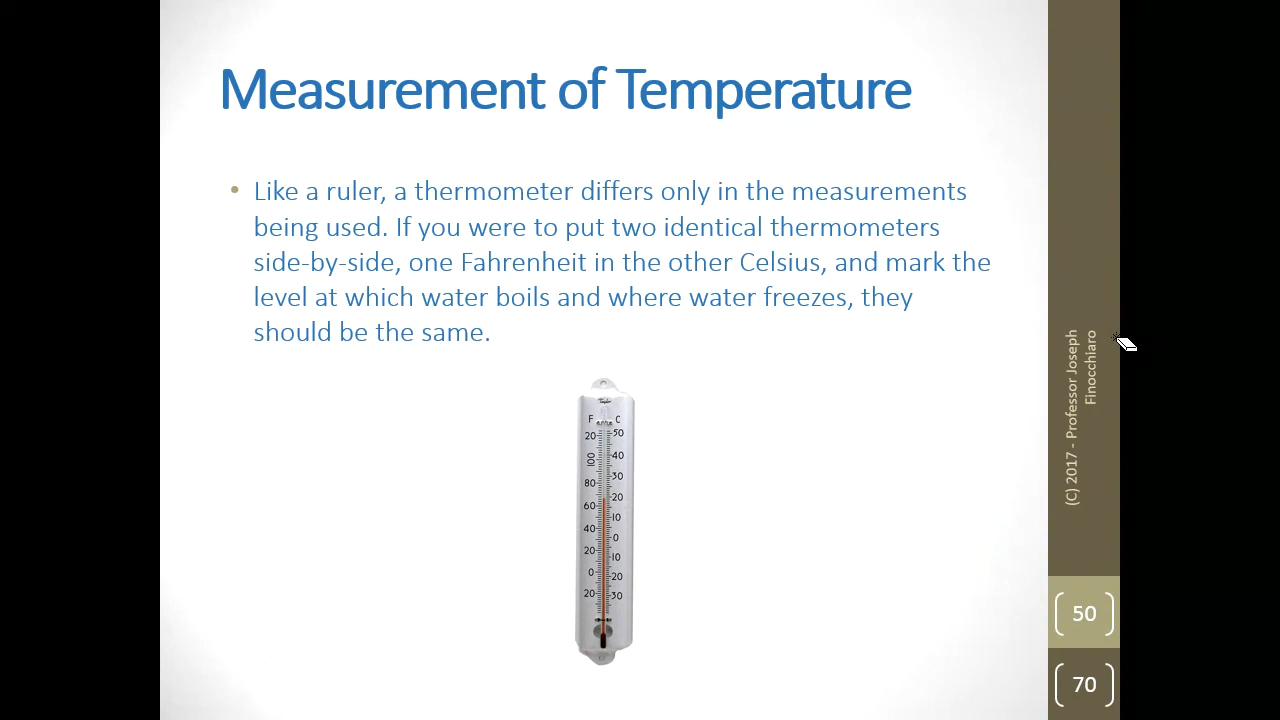 Measurement of Temperature
• Like a ruler, a thermometer differs only in the measurements
being used. If you were to put two identical thermometers
side-by-side, one Fahrenheit in the other Celsius, and mark the
level at which water boils and where water freezes, they
should be the same.
F C
20 50
100 40
80 30
60 20
40 10
20 0
0 10
20 20
30
(C) 2017 - Professor Joseph
Finocchiaro
50
70